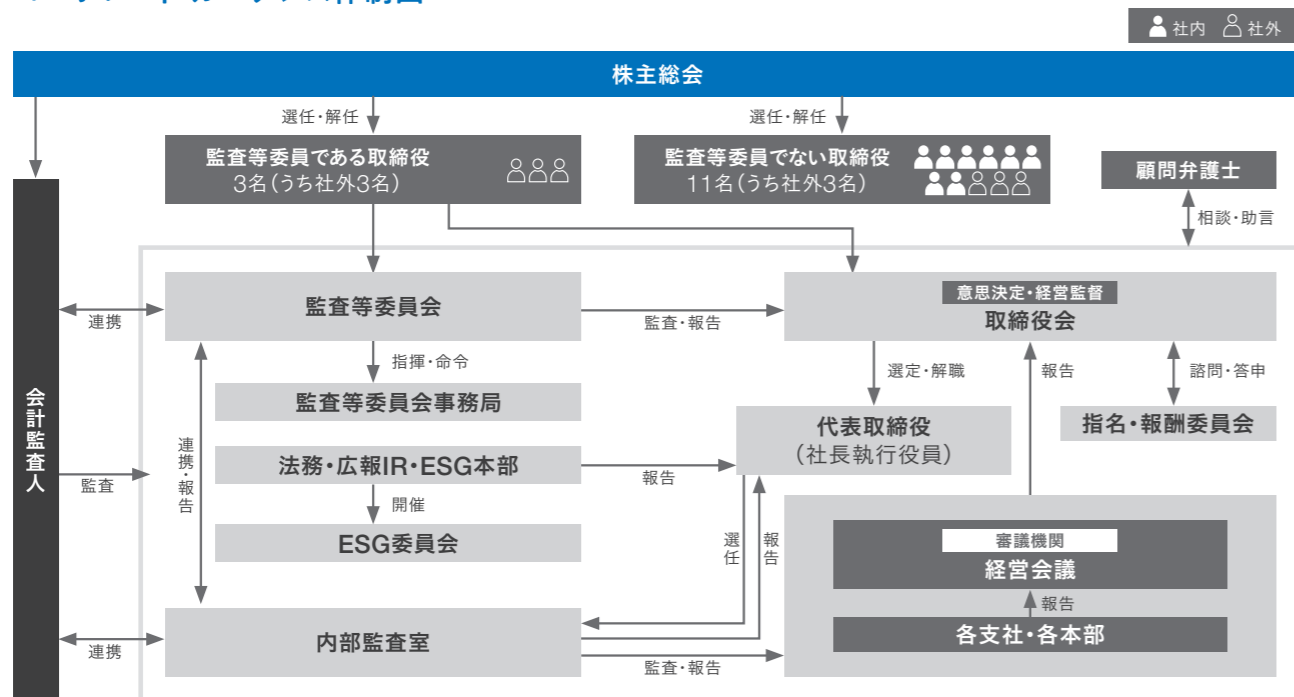 社内 社外
株主総会
選任・解任
選任・解任
監査等委員である取締役
3名(うち社外3名)
監査等委員でない取締役
11名(うち社外3名)
顧問弁護士
相談・助言
会計監査人
連携
監査等委員会
監査・報告
意思決定・経営監督
取締役会
指揮・命令
選定・解職
報告
諮問・答申
監査等委員会事務局
代表取締役
(社長執行役員)
指名・報酬委員会
連携・報告
監査
法務・広報IR・ESG本部
報告
開催
ESG委員会
選任
報告
審議機関
経営会議
報告
各支社・各本部
連携
内部監査室
監査・報告